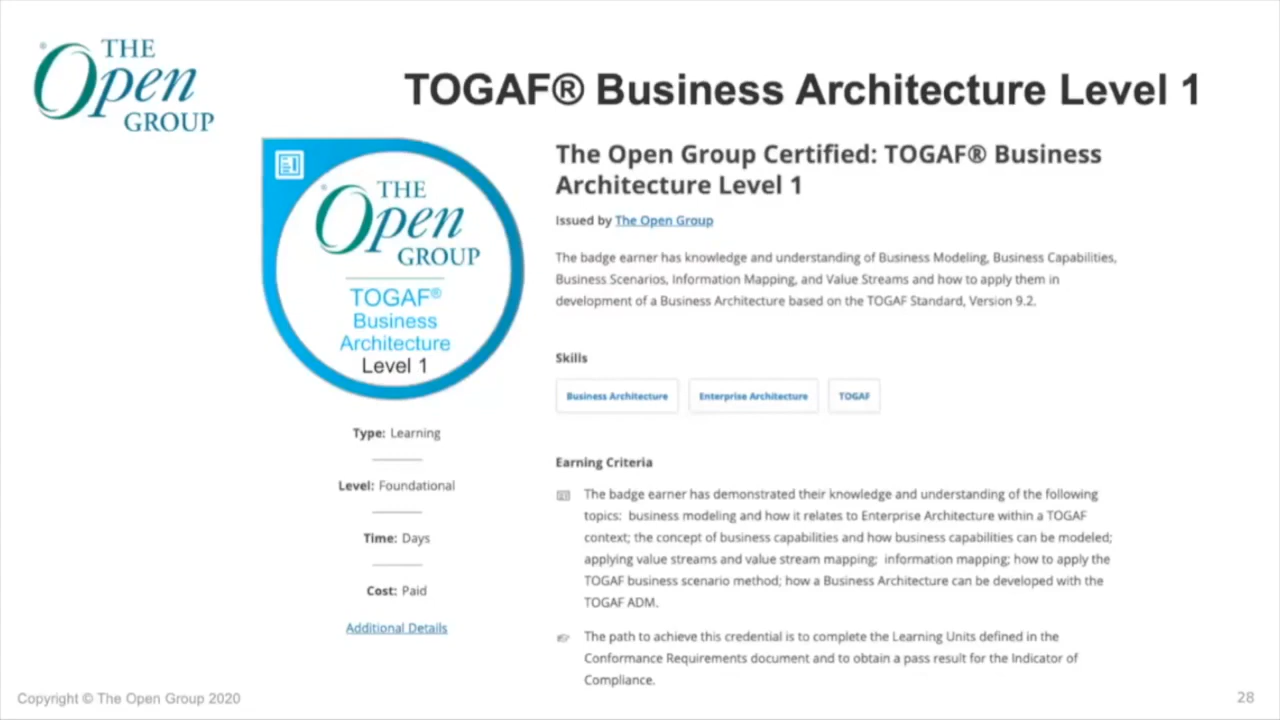 THE
Open
GROUP
TOGAF® Business Architecture Level 1
THE
Open
GROUP
TOGAF®
Business
Architecture
Level 1
Type: Learning
Level: Foundational
Time: Days
Cost: Paid
Additional Details
The Open Group Certified: TOGAF® Business
Architecture Level 1
Issued by The Open Group
The badge earner has knowledge and understanding of Business Modeling, Business Capabilities,
Business Scenarios, Information Mapping, and Value Streams and how to apply them in
development of a Business Architecture based on the TOGAF Standard, Version 9.2.
Skills
Business Architecture
Enterprise Architecture
TOGAF
Earning Criteria
The badge earner has demonstrated their knowledge and understanding of the following
topics: business modeling and how it relates to Enterprise Architecture within a TOGAF
context; the concept of business capabilities and how business capabilities can be modeled;
applying value streams and value stream mapping; information mapping; how to apply the
TOGAF business scenario method; how a Business Architecture can be developed with the
TOGAF ADM.
The path to achieve this credential is to complete the Learning Units defined in the
Conformance Requirements document and to obtain a pass result for the Indicator of
Compliance.
Copyright © The Open Group 2020
28